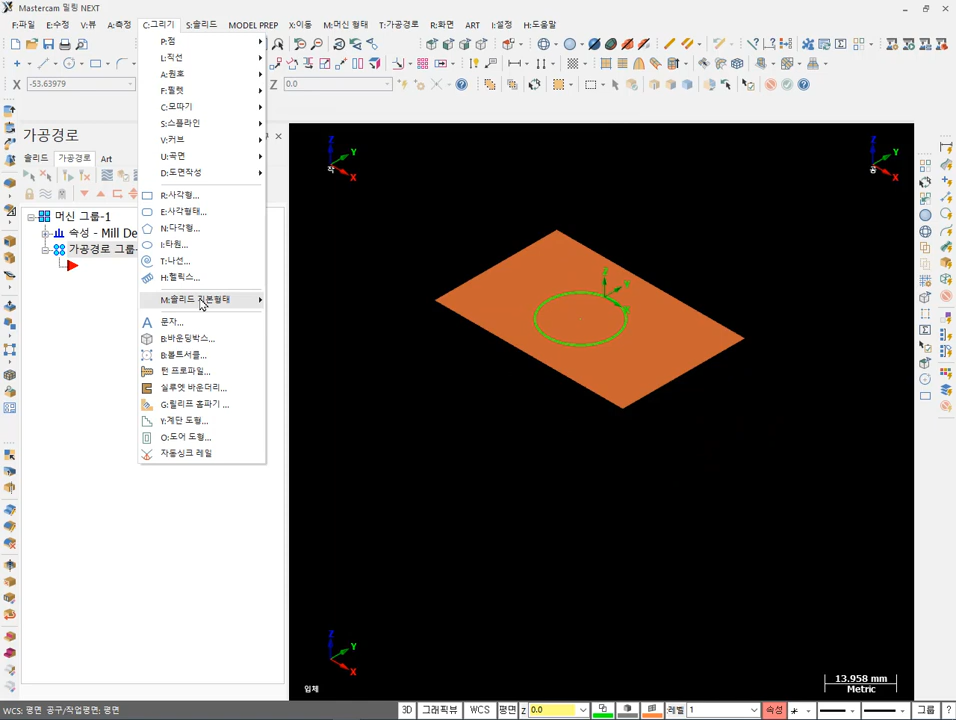 Mastercam 밀링 NEXT
F:파일 E:수정 V:뷰 A:측정 C:그리기 S:솔리드 MODEL PREP X:이동 M:머신 형태 T:가공경로 R:화면 ART I:설정 H:도움말
-53.63979
Z 0.0
P:점
L:직선
A:원호
F:필렛
C:모따기
S:스플라인
V:커브
U:곡면
D:도면작성
R:사각형...
E:사각형태...
N:다각형...
I:타원...
T:나선...
H:헬릭스...
M:솔리드 기본형태
문자...
B:바운딩박스...
B:볼트서클...
턴 프로파일...
실루엣 바운더리...
G:릴리프 홈파기 ...
Y:계단 도형...
O:도어 도형...
자동싱크 레일
가공경로
솔리드 가공경로 Art
머신 그룹-1
속성 - Mill De
가공경로 그룹-
Z
Y
X
Z
Y
X
Z
Y
X
입체
13.958 mm
Metric
WCS: 평면 공구/작업평면: 평면
3D 그래픽뷰 WCS 평면 Z 0.0 레벨 1 속성 그룹